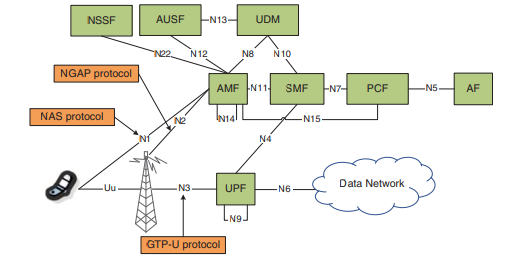 NSSF
AUSF
N13
UDM
N22
N12
N8
N10
NGAP protocol
AMF
N11
SMF
N7
PCF
N5
AF
NAS protocol
N2
N14
N15
N1
N4
Uu
N3
UPF
N6
Data Network
N9
GTP-U protocol